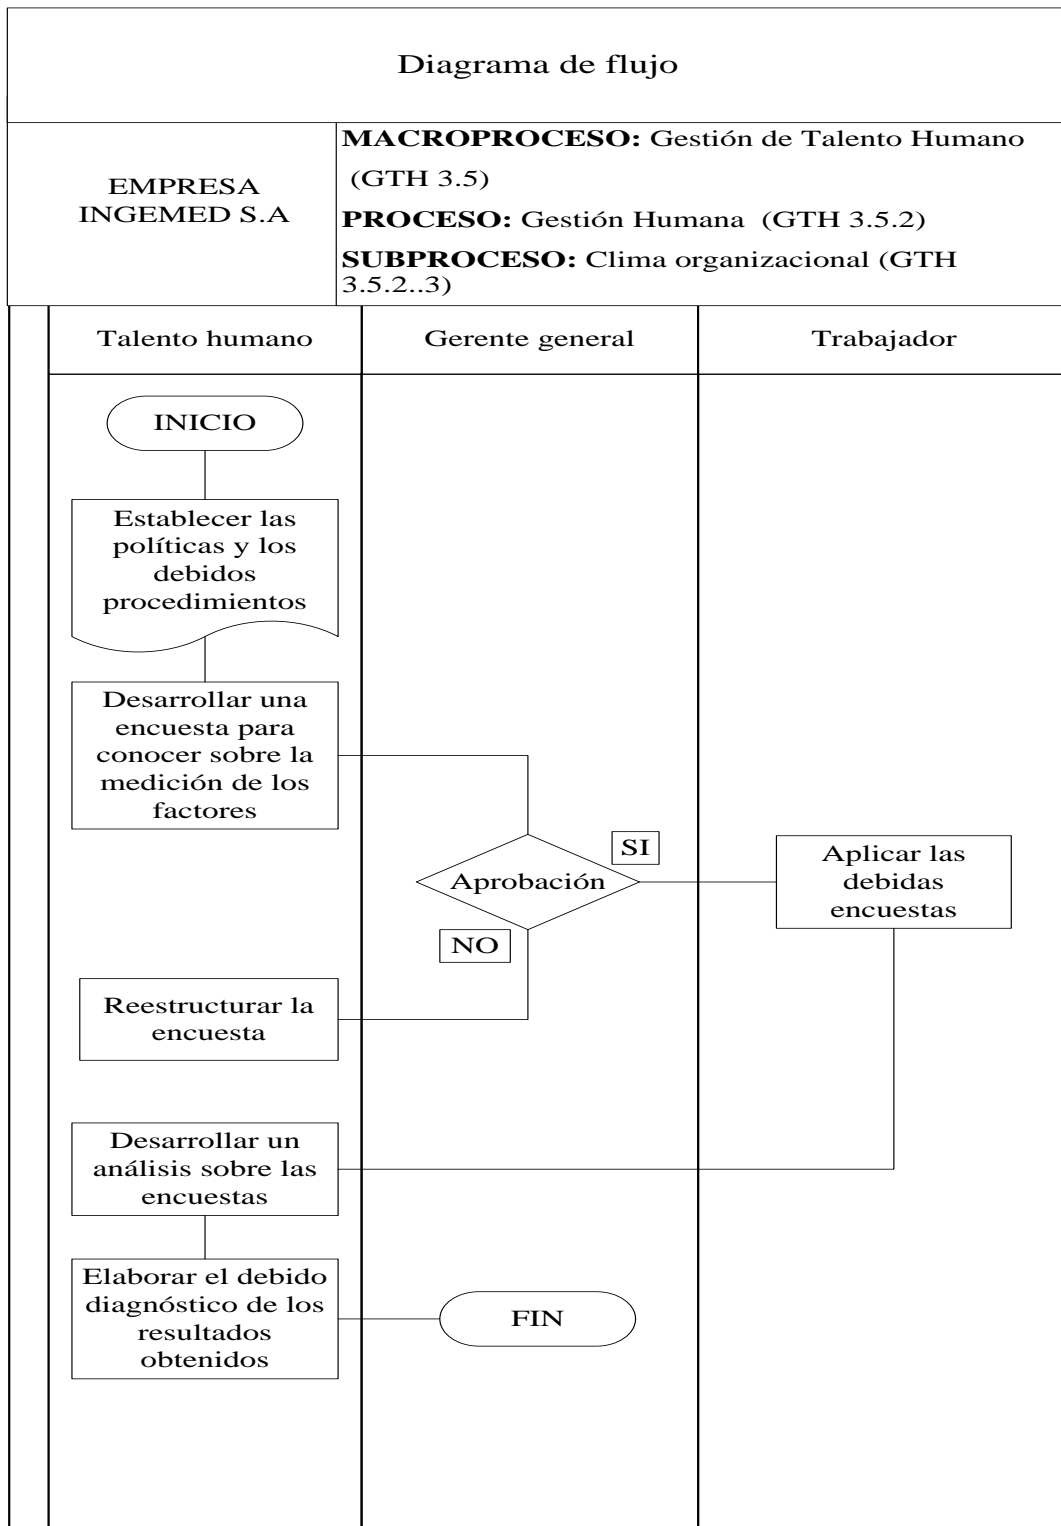 Diagrama de flujo
EMPRESA
INGEMED S.A
MACROPROCESO: Gestión de Talento Humano
(GTH 3.5)
PROCESO: Gestión Humana (GTH 3.5.2)
SUBPROCESO: Clima organizacional (GTH
3.5.2..3)
Talento humano
Gerente general
Trabajador
INICIO
Establecer las
políticas y los
debidos
procedimientos
Desarrollar una
encuesta para
conocer sobre la
medición de los
factores
Aprobación
SI
Aplicar las
debidas
encuestas
NO
Reestructurar la
encuesta
Desarrollar un
análisis sobre las
encuestas
Elaborar el debido
diagnóstico de los
resultados
obtenidos
FIN